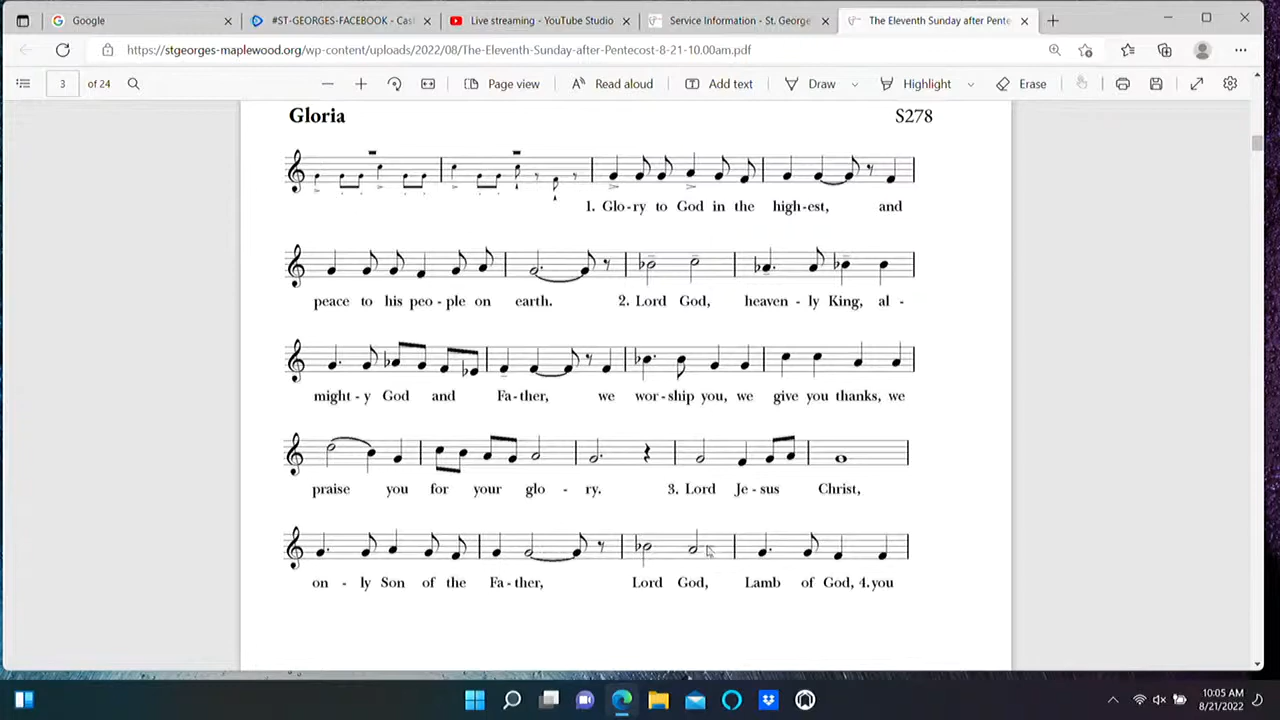 Google
#ST-GEORGES-FACEBOOK - Cast
Live streaming - YouTube Studio
Service Information - St. George
The Eleventh Sunday after Pente
https://stgeorges-maplewood.org/wp-content/uploads/2022/08/The-Eleventh-Sunday-after-Pentecost-8-21-10.00am.pdf
3 of 24
Page view
Read aloud
Add text
Draw
Highlight
Erase
Gloria S278
1. Glo-ry to God in the high-est, and
peace to his peo-ple on earth. 2. Lord God, heaven-ly King, al-
might-y God and Fa-ther, we wor-ship you, we give you thanks, we
praise you for your glo-ry. 3. Lord Je-sus Christ,
on-ly Son of the Fa-ther, Lord God, Lamb of God, 4.you
10:05 AM
8/21/2022